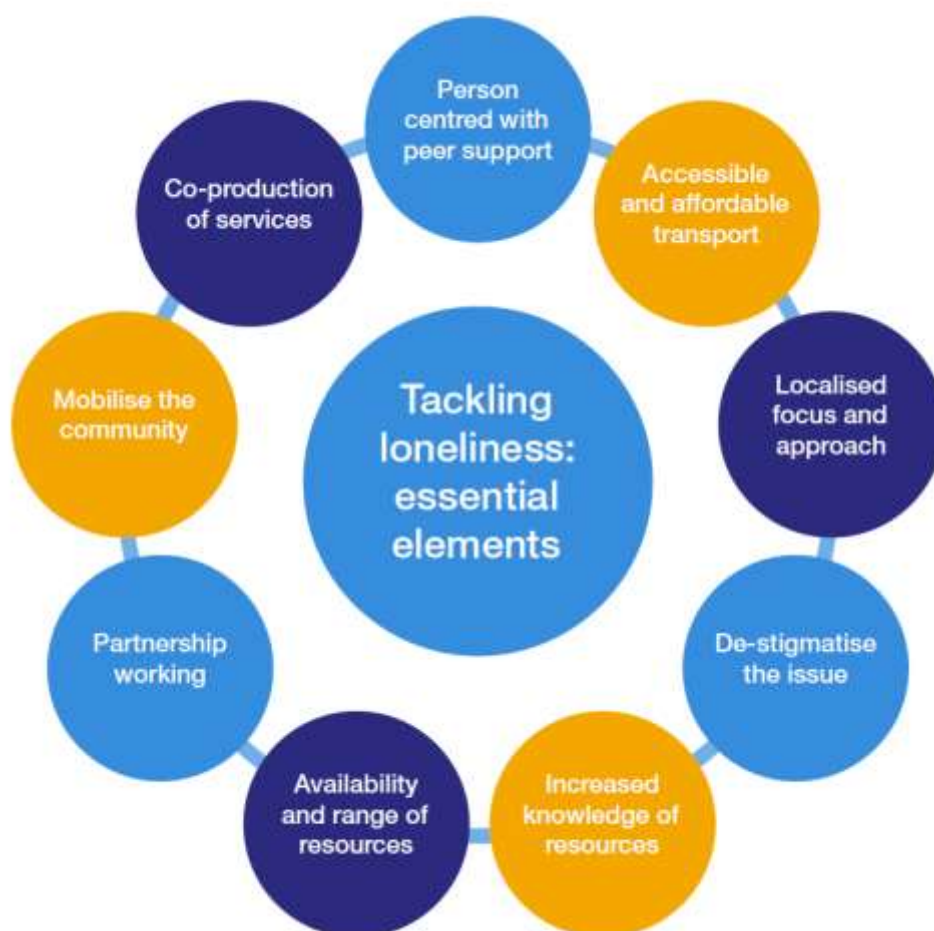 Person
centred with
peer support
Accessible
and affordable
transport
Localised
focus and
approach
De-stigmatise
the issue
Increased
knowledge of
resources
Availability
and range of
resources
Partnership
working
Mobilise the
community
Co-production
of services
Tackling
loneliness:
essential
elements